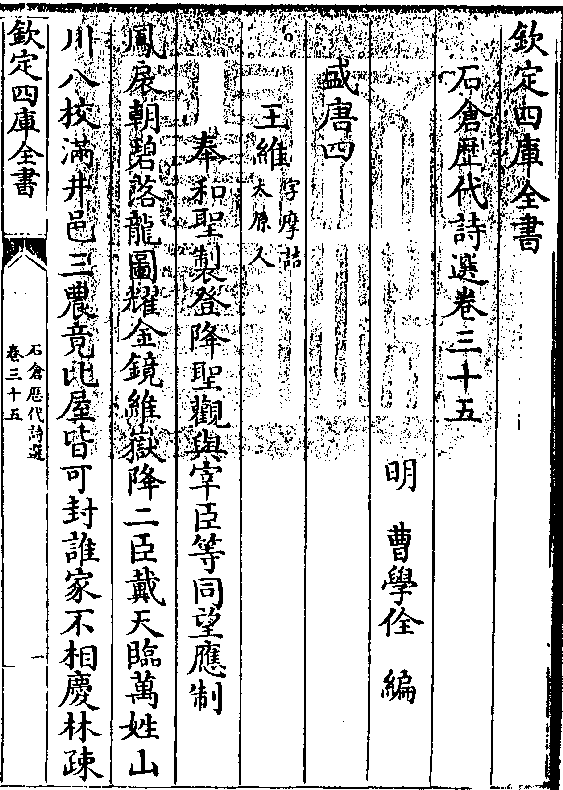 欽定四庫全書
石倉歴代詩選卷三十五
明 曹學佺 編
盛唐四
王維 字摩詰
太原人
奉和聖製登降聖觀與宰臣等同望應制
鳳扆朝碧落龍圖耀金鏡維嶽降二臣戴天臨萬姓山
川八校滿井邑三農竟比屋皆可封誰家不相慶林疎
欽定四庫全書
石倉歴代詩選
卷三十五
一